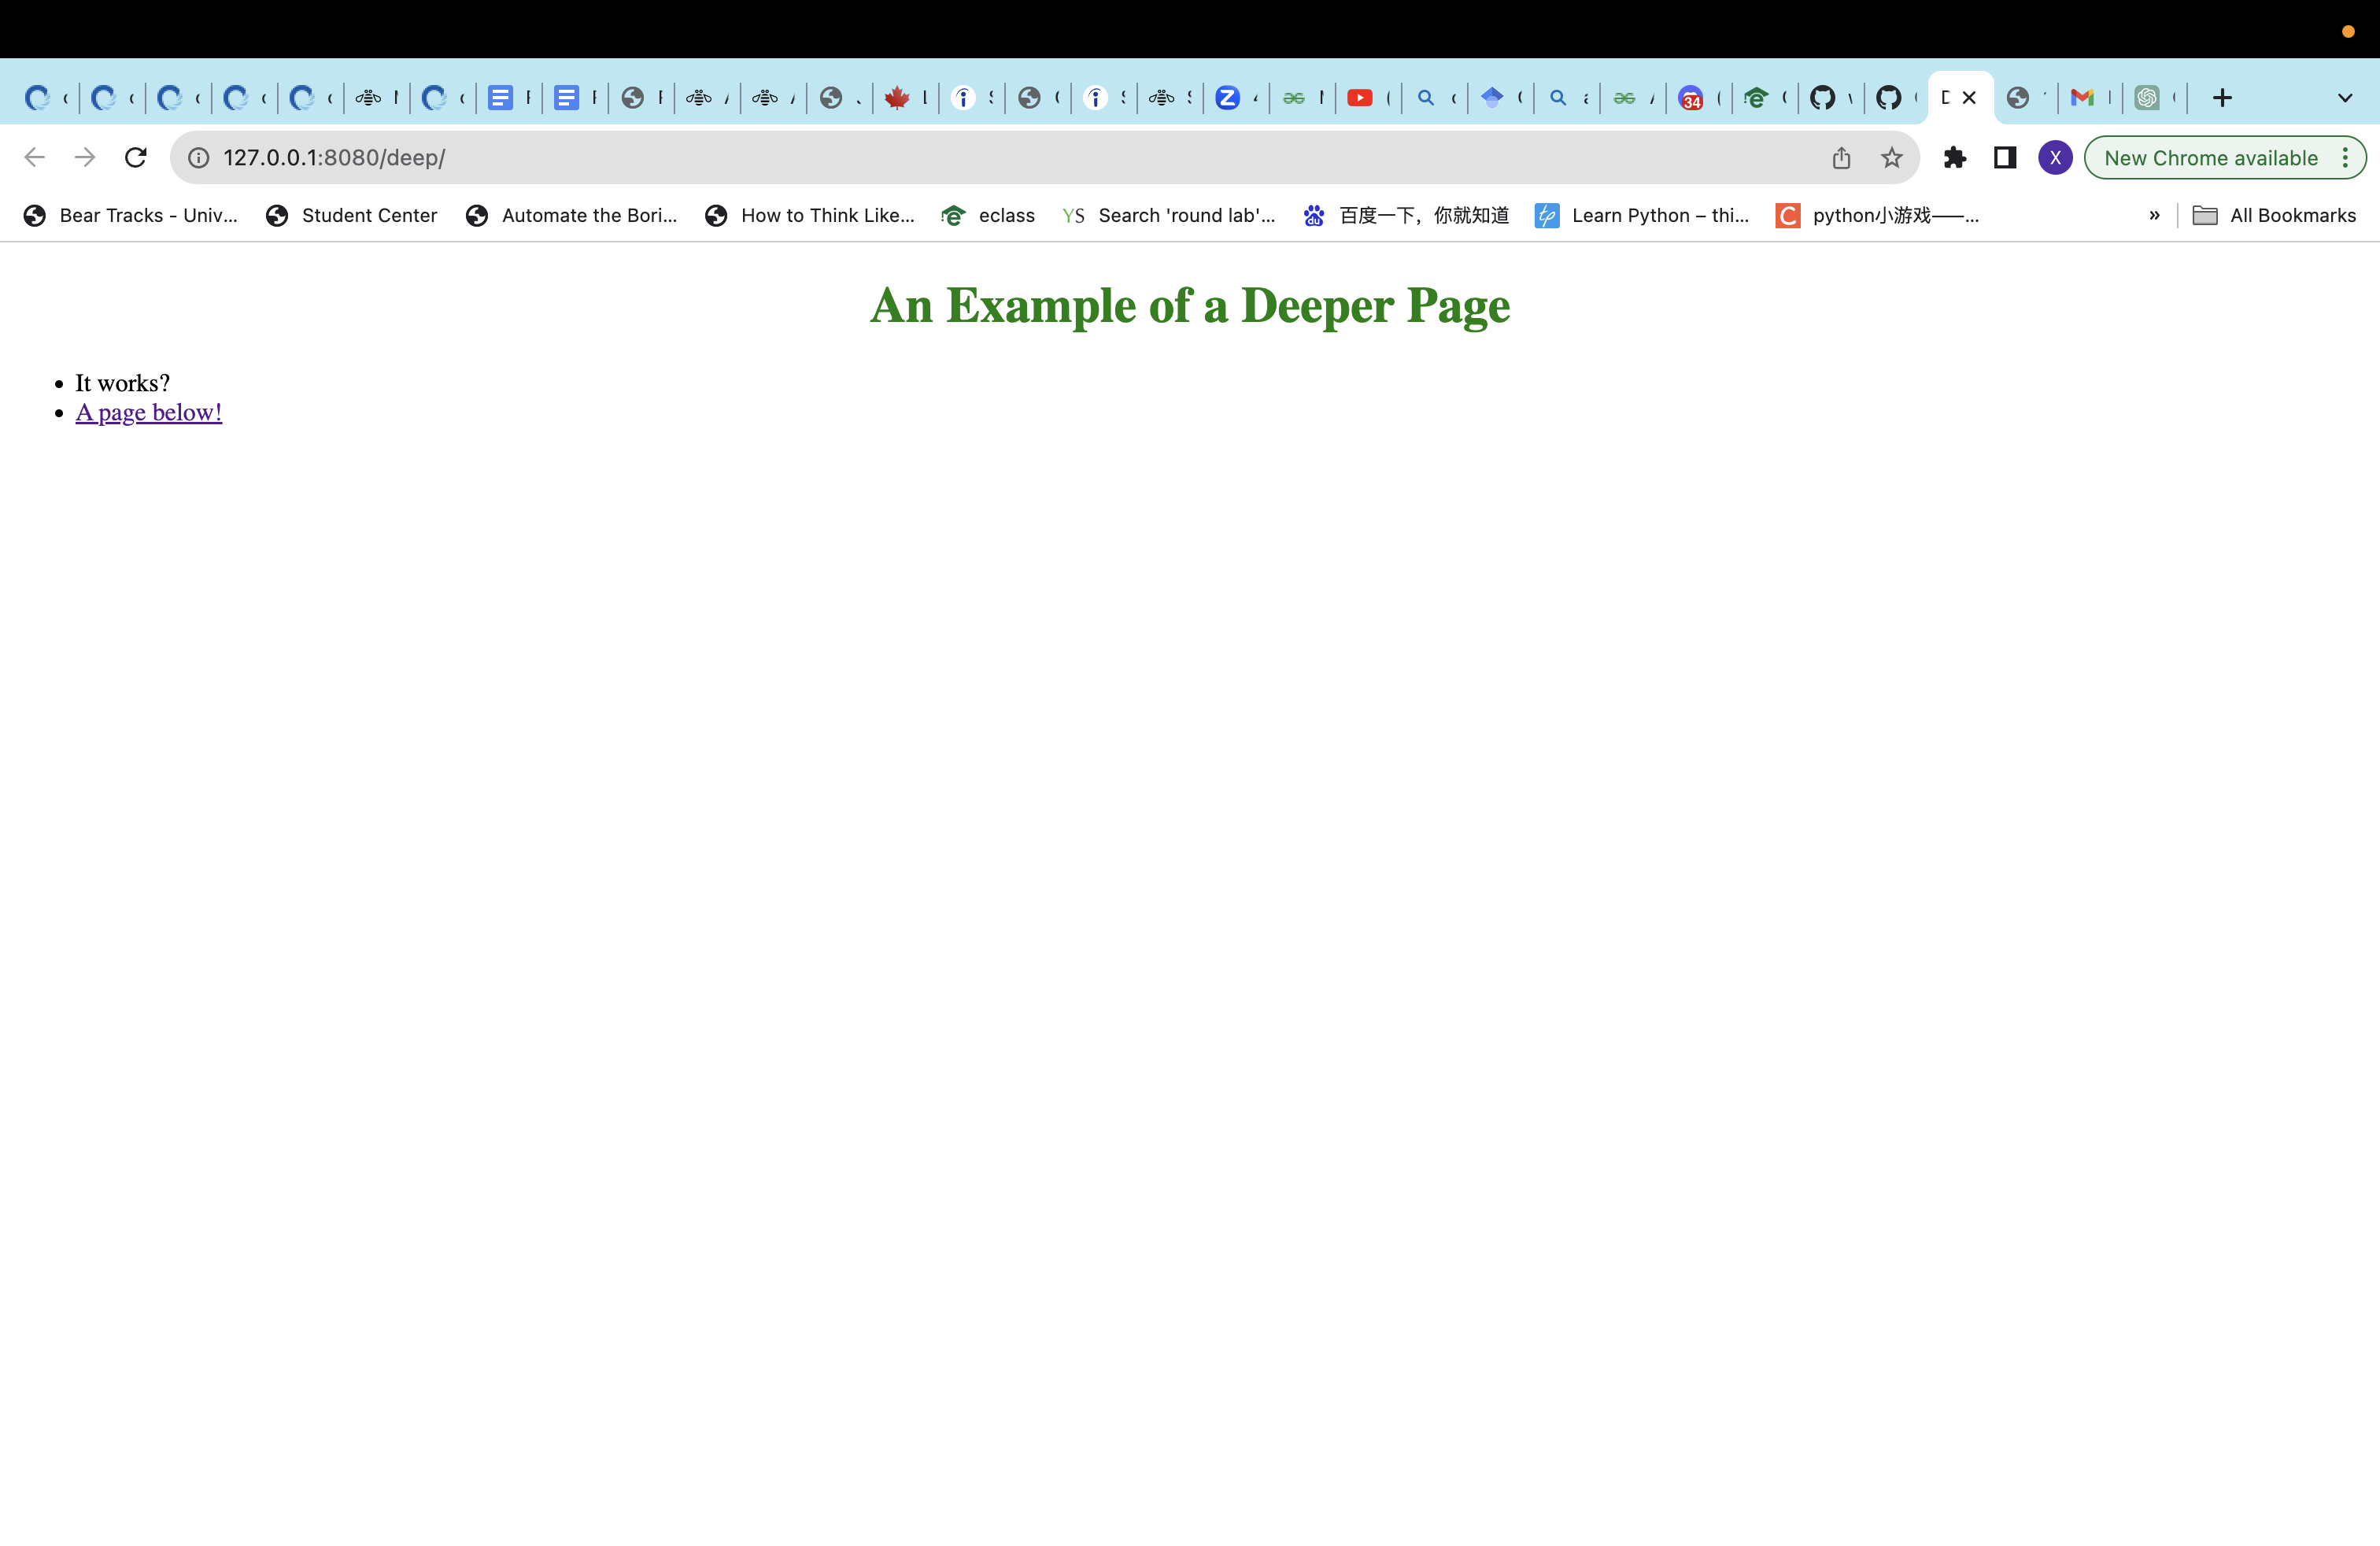 34
D
127.0.0.1:8080/deep/
X
New Chrome available
Bear Tracks - Univ...
Student Center
Automate the Bori...
How to Think Like...
eclass
YS Search 'round lab'...
百度一下，你就知道
Learn Python – thi...
python小游戏——...
»
All Bookmarks
An Example of a Deeper Page
• It works?
• A page below!